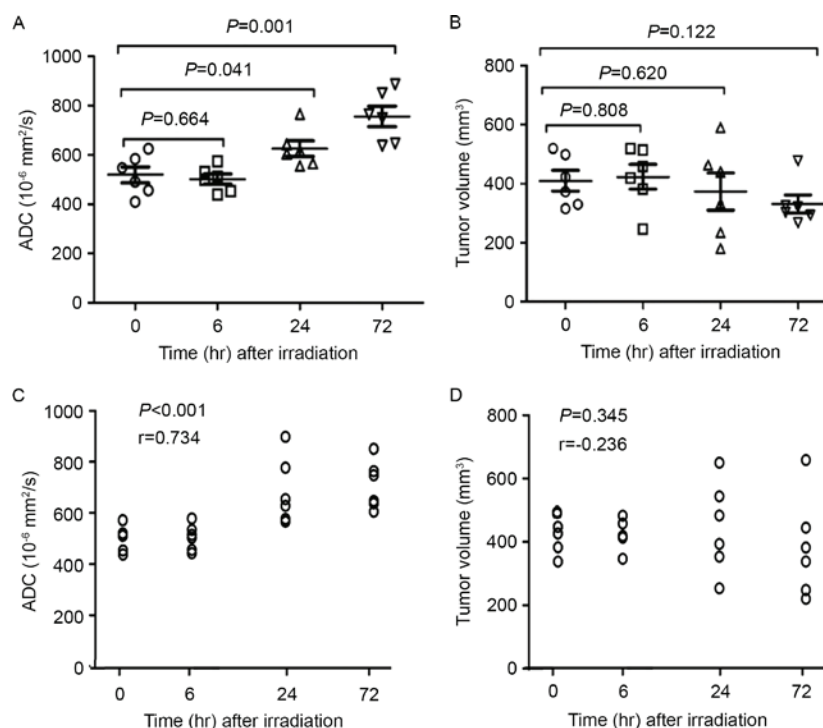 A
P=0.001
P=0.041
P=0.664
1000
800
600
400
200
0
ADC (10⁻⁶ mm²/s)
0 6 24 72
Time (hr) after irradiation
B
P=0.122
P=0.620
P=0.808
800
600
400
200
0
Tumor volume (mm³)
0 6 24 72
Time (hr) after irradiation
C
P<0.001
r=0.734
1000
800
600
400
200
0
ADC (10⁻⁶ mm²/s)
0 6 24 72
Time (hr) after irradiation
D
P=0.345
r=-0.236
800
600
400
200
0
Tumor volume (mm³)
0 6 24 72
Time (hr) after irradiation